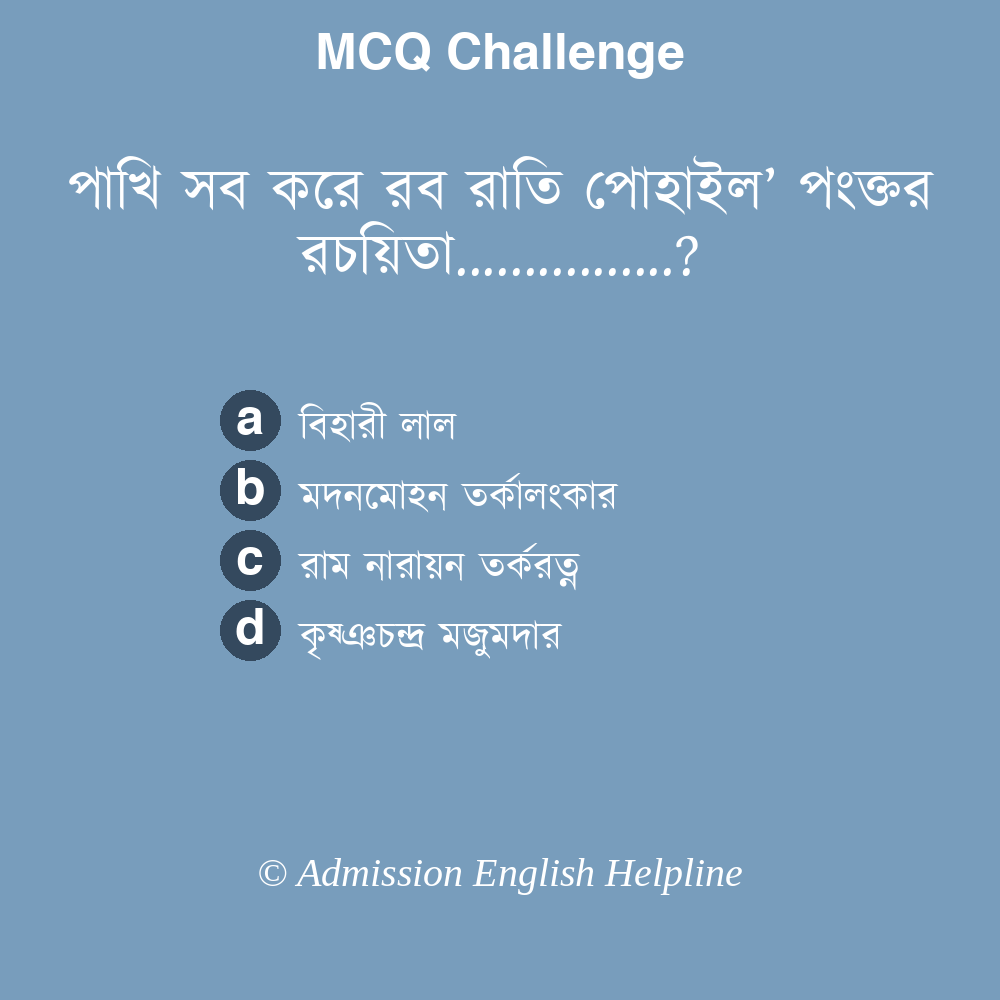 MCQ Challenge
পাখি সব করে রব রাতি পোহাইল’ পংক্তর
রচয়িতা................?
a বিহারী লাল
b মদনমোহন তর্কালংকার
c রাম নারায়ন তর্করত্ন
d কৃষ্ঞচন্দ্র মজুমদার
© Admission English Helpline